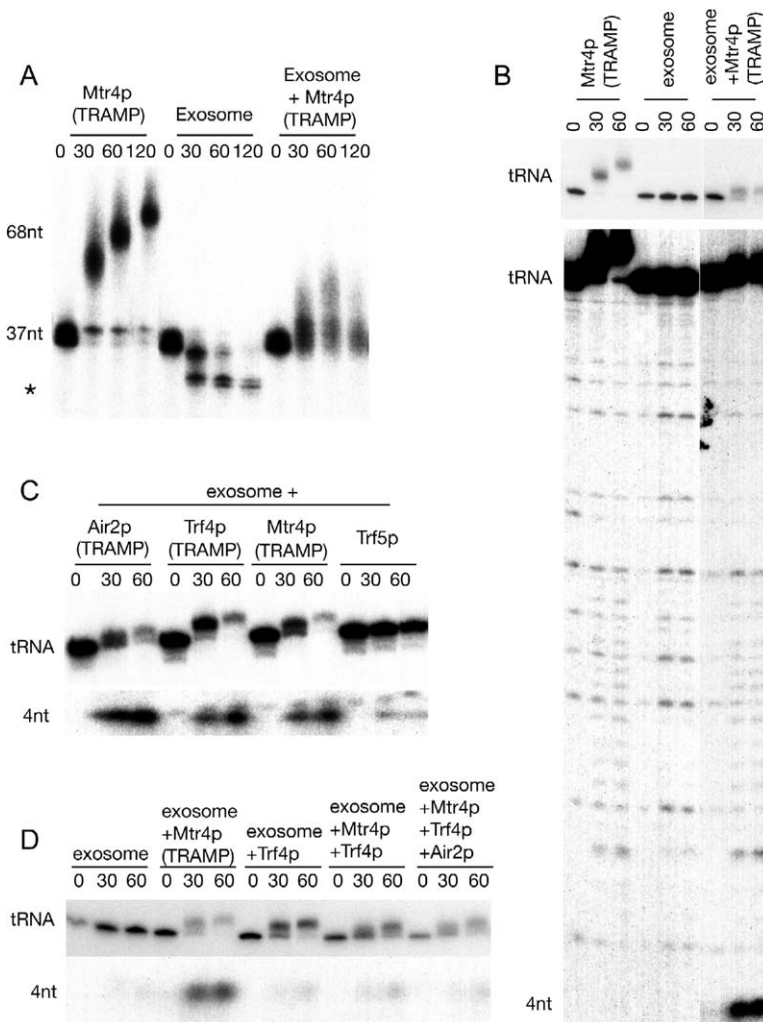 A
Mtr4p
(TRAMP)
Exosome
Exosome
+ Mtr4p
(TRAMP)
0 30 60 120 0 30 60 120 0 30 60 120
68nt
37nt
*
B
Mtr4p
(TRAMP)
exosome
exosome
+Mtr4p
(TRAMP)
0 30 60 0 30 60 0 30 60
tRNA
tRNA
4nt
C
exosome +
Air2p
(TRAMP)
Trf4p
(TRAMP)
Mtr4p
(TRAMP)
Trf5p
0 30 60 0 30 60 0 30 60 0 30 60
tRNA
4nt
D
exosome
exosome
+Mtr4p
(TRAMP)
exosome
+Trf4p
exosome
+Mtr4p
+Trf4p
exosome
+Mtr4p
+Trf4p
+Air2p
0 30 60 0 30 60 0 30 60 0 30 60 0 30 60
tRNA
4nt